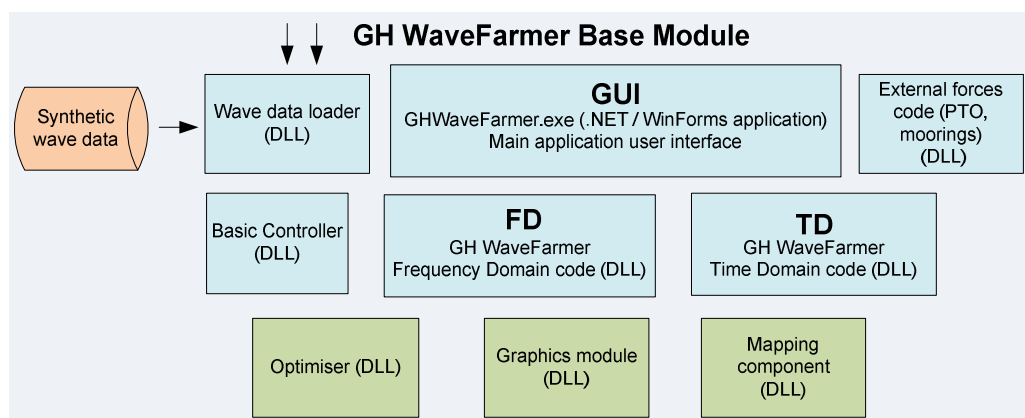 GH WaveFarmer Base Module
Synthetic
wave data
Wave data loader
(DLL)
GUI
GHWaveFarmer.exe (.NET / WinForms application)
Main application user interface
External forces
code (PTO,
moorings)
(DLL)
Basic Controller
(DLL)
FD
GH WaveFarmer
Frequency Domain code (DLL)
TD
GH WaveFarmer
Time Domain code (DLL)
Optimiser (DLL)
Graphics module
(DLL)
Mapping
component
(DLL)